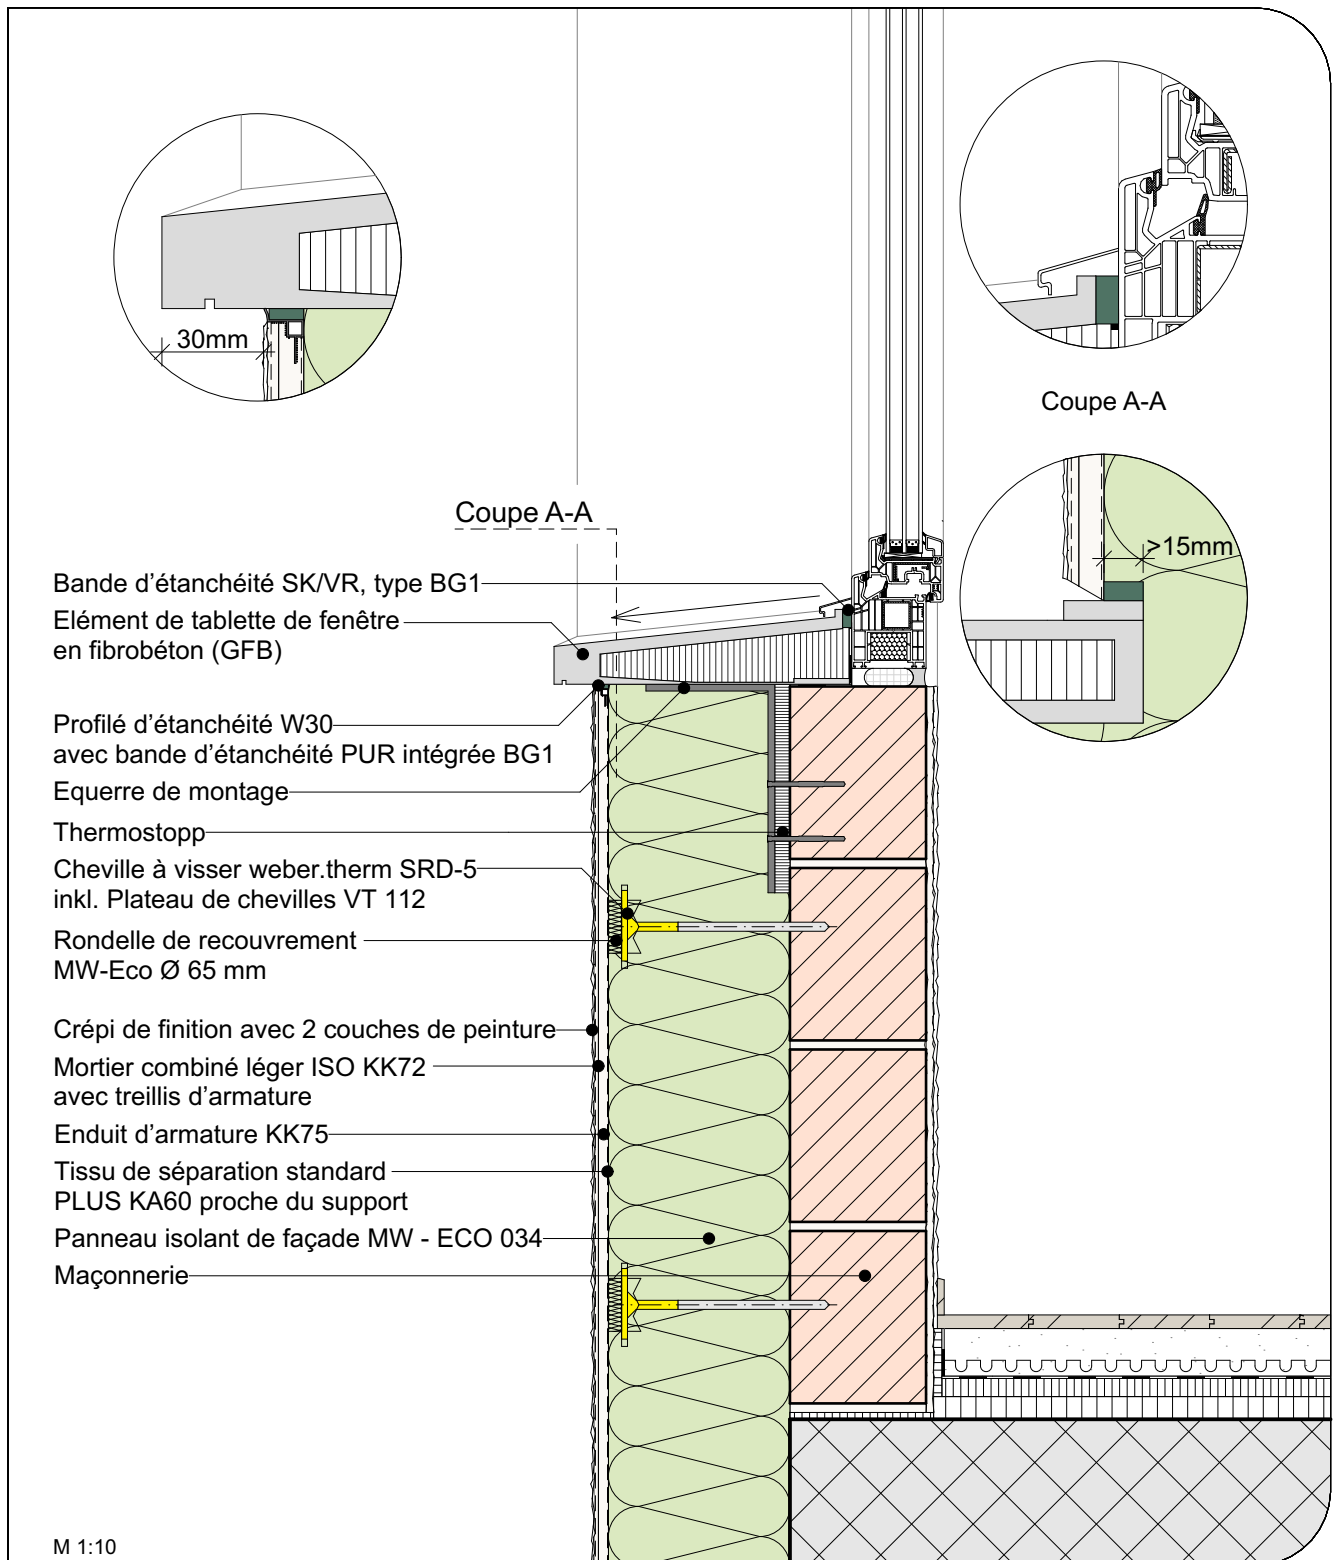 30mm
Coupe A-A
>15mm
Coupe A-A
Bande d'étanchéité SK/VR, type BG1
Elément de tablette de fenêtre
en fibrobéton (GFB)
Profilé d'étanchéité W30
avec bande d'étanchéité PUR intégrée BG1
Equerre de montage
Thermostopp
Cheville à visser weber.therm SRD-5
inkl. Plateau de chevilles VT 112
Rondelle de recouvrement
MW-Eco Ø 65 mm
Crépi de finition avec 2 couches de peinture
Mortier combiné léger ISO KK72
avec treillis d'armature
Enduit d'armature KK75
Tissu de séparation standard
PLUS KA60 proche du support
Panneau isolant de façade MW - ECO 034
Maçonnerie
M 1:10